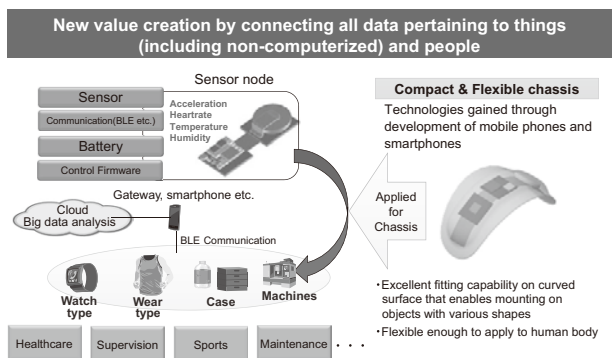 New value creation by connecting all data pertaining to things
(including non-computerized) and people
Sensor node
Sensor
Communication(BLE etc.)
Battery
Control Firmware
Acceleration
Heartrate
Temperature
Humidity
Compact & Flexible chassis
Technologies gained through
development of mobile phones and
smartphones
Applied
for
Chassis
Gateway, smartphone etc.
Cloud
Big data analysis
BLE Communication
Watch
type
Wear
type
Case
Machines
・Excellent fitting capability on curved
surface that enables mounting on
objects with various shapes
・Flexible enough to apply to human body
Healthcare
Supervision
Sports
Maintenance
・・・